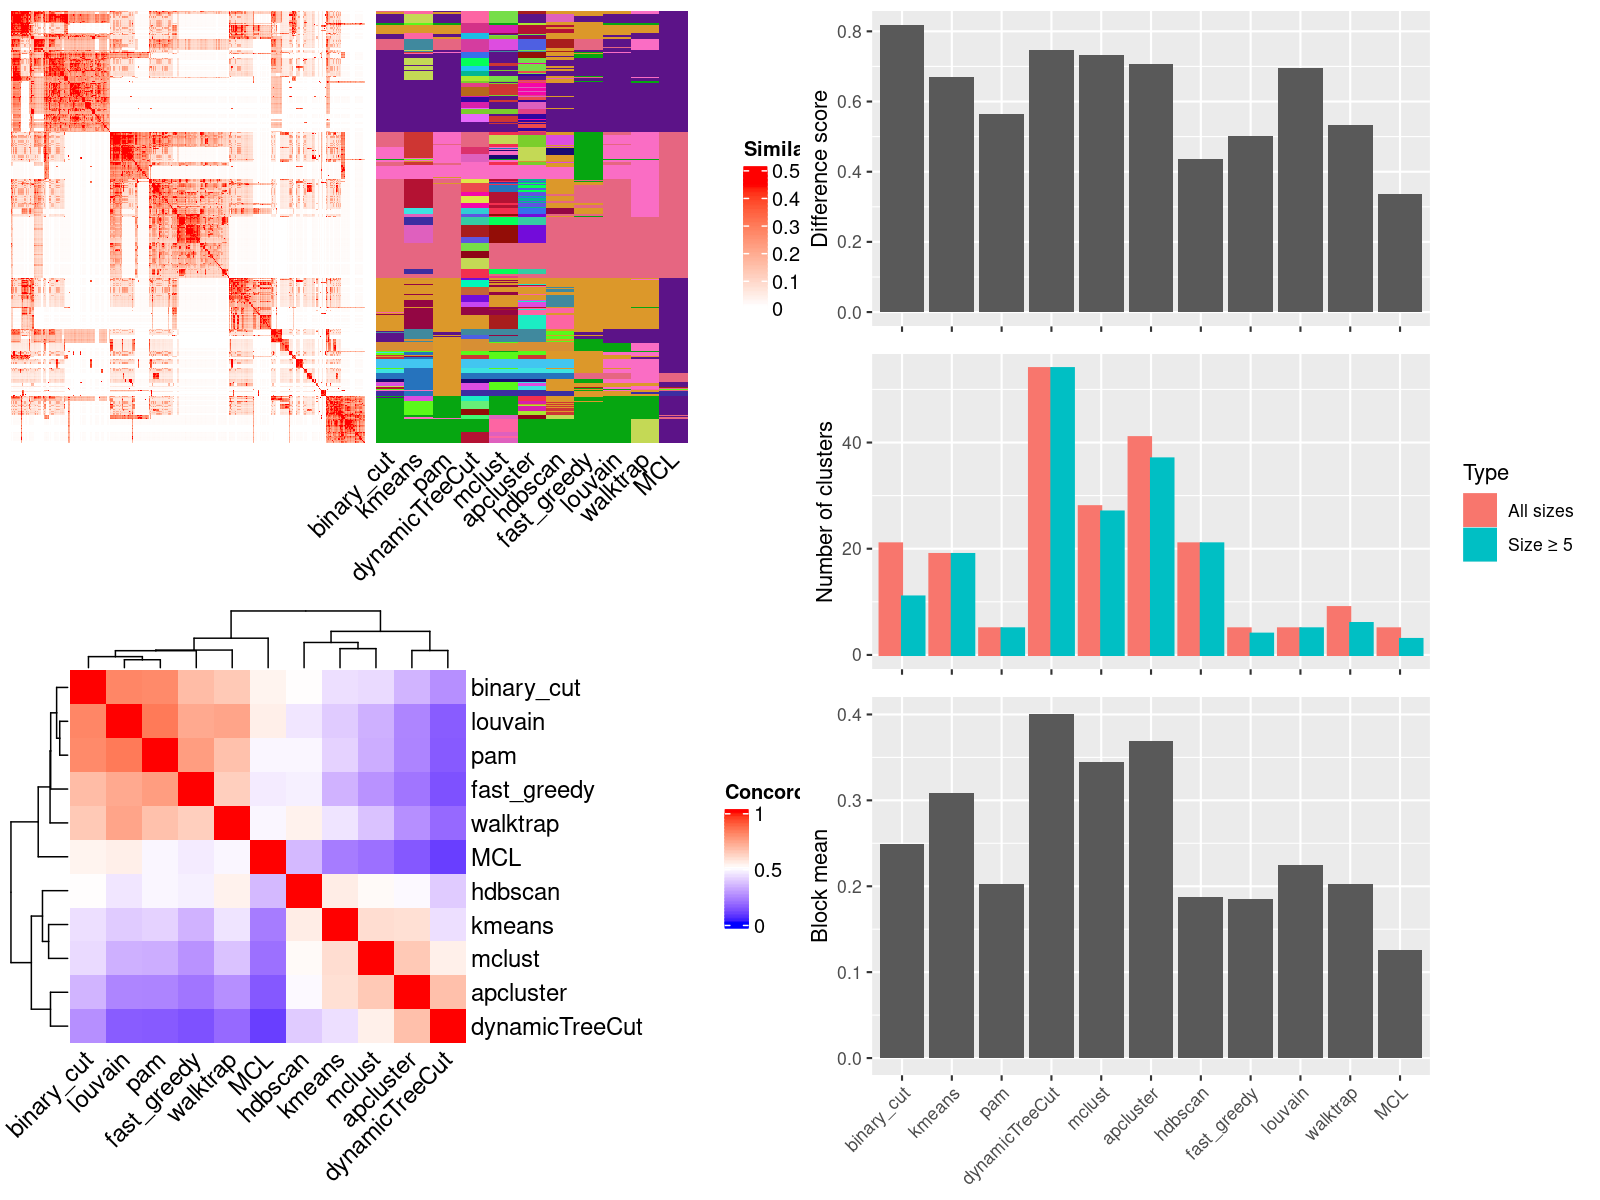 Simila
0.5
0.4
0.3
0.2
0.1
0
binary_cut
kmeans
pam
dynamicTreeCut
mclust
apcluster
hdbscan
fast_greedy
louvain
walktrap
MCL
binary_cut
louvain
pam
fast_greedy
walktrap
MCL
hdbscan
kmeans
mclust
apcluster
dynamicTreeCut
Concord
1
0.5
0
binary_cut
louvain
pam
fast_greedy
walktrap
MCL
hdbscan
kmeans
mclust
apcluster
dynamicTreeCut
Difference score
0.8
0.6
0.4
0.2
0.0
Number of clusters
40
20
0
Type
All sizes
Size ≥ 5
Block mean
0.4
0.3
0.2
0.1
0.0
binary_cut
kmeans
pam
dynamicTreeCut
mclust
apcluster
hdbscan
fast_greedy
louvain
walktrap
MCL